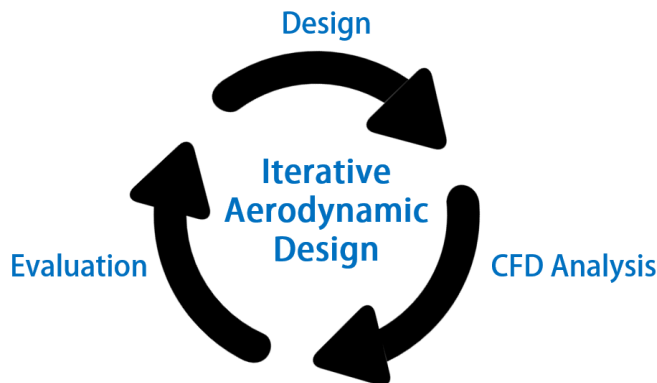 Design
Iterative
Aerodynamic
Design
Evaluation
CFD Analysis